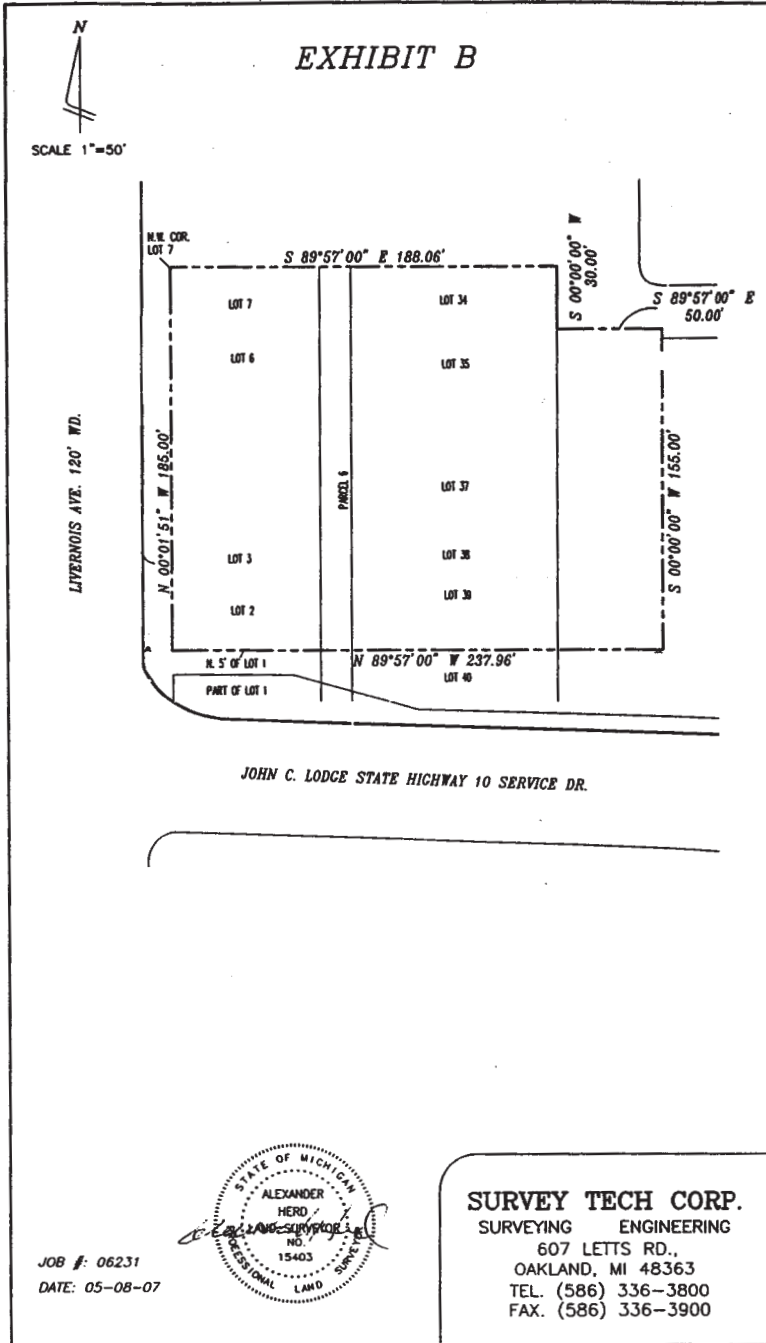 N
EXHIBIT B
SCALE 1"=50'
N.W. COR.
LOT 7
S 89°57'00" E 188.06'
S 00°00'00" W
30.00'
S 89°57'00" E
50.00'
LOT 7
LOT 34
LOT 6
LOT 35
LIVERNOIS AVE. 120' WD.
N 00°01'51" W 185.00'
PARCEL 6
LOT 37
S 00°00'00" W 155.00'
LOT 3
LOT 38
LOT 2
LOT 39
N. 5' OF LOT 1
N 89°57'00" W 237.96'
PART OF LOT 1
LOT 40
JOHN C. LODGE STATE HIGHWAY 10 SERVICE DR.
STATE OF MICHIGAN
ALEXANDER
HERD
LAND SURVEYOR
NO.
15403
PROFESSIONAL LAND SURVEYOR
JOB #: 06231
DATE: 05-08-07
SURVEY TECH CORP.
SURVEYING ENGINEERING
607 LETTS RD.,
OAKLAND, MI 48363
TEL. (586) 336-3800
FAX. (586) 336-3900